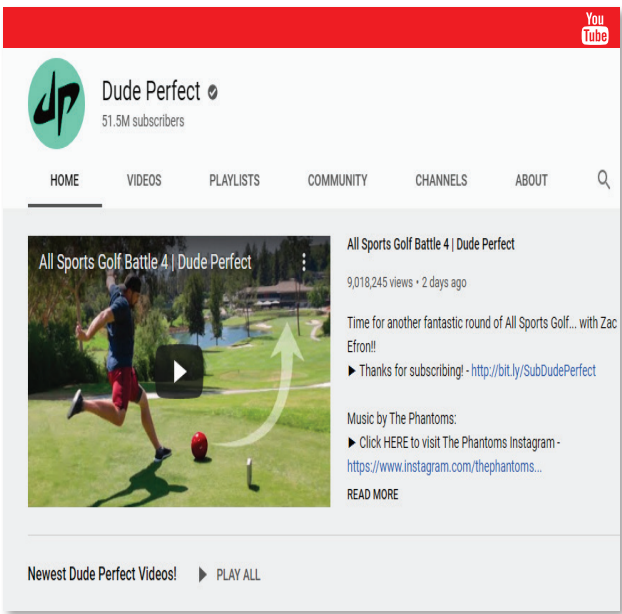 You
Tube
Dude Perfect
51.5M subscribers
HOME VIDEOS PLAYLISTS COMMUNITY CHANNELS ABOUT
All Sports Golf Battle 4 | Dude Perfect
All Sports Golf Battle 4 | Dude Perfect
9,018,245 views • 2 days ago
Time for another fantastic round of All Sports Golf... with Zac
Efron!!
▶ Thanks for subscribing! - http://bit.ly/SubDudePerfect
Music by The Phantoms:
▶ Click HERE to visit The Phantoms Instagram -
https://www.instagram.com/thephantoms...
READ MORE
Newest Dude Perfect Videos! ▶ PLAY ALL